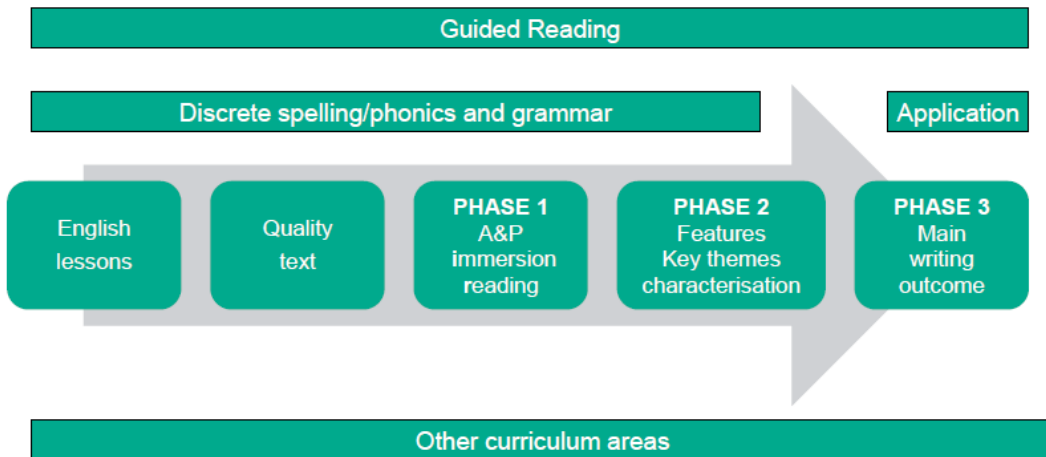 Guided Reading
Discrete spelling/phonics and grammar
Application
English
lessons
Quality
text
PHASE 1
A&P
immersion
reading
PHASE 2
Features
Key themes
characterisation
PHASE 3
Main
writing
outcome
Other curriculum areas